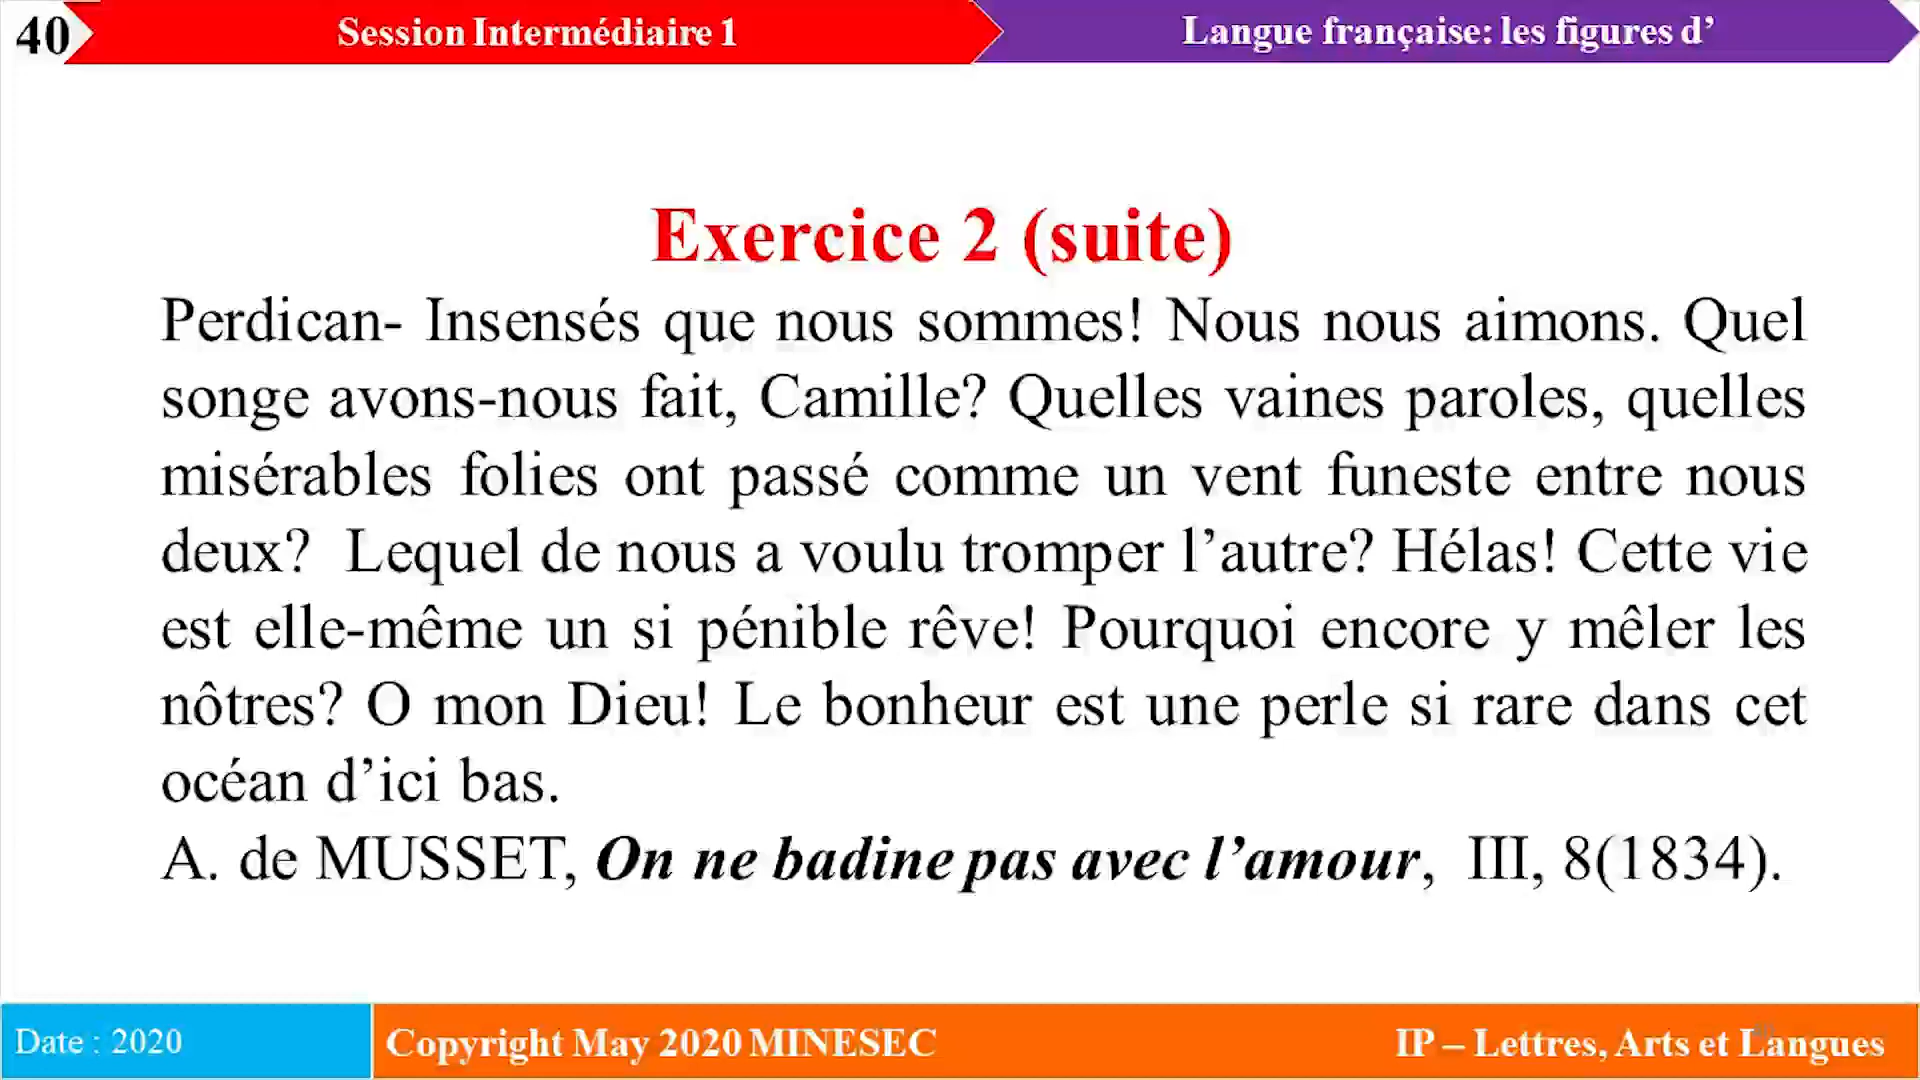 40
Session Intermédiaire 1
Langue française: les figures d’
Exercice 2 (suite)
Perdican- Insensés que nous sommes! Nous nous aimons. Quel
songe avons-nous fait, Camille? Quelles vaines paroles, quelles
misérables folies ont passé comme un vent funeste entre nous
deux? Lequel de nous a voulu tromper l’autre? Hélas! Cette vie
est elle-même un si pénible rêve! Pourquoi encore y mêler les
nôtres? O mon Dieu! Le bonheur est une perle si rare dans cet
océan d’ici bas.
A. de MUSSET, On ne badine pas avec l’amour, III, 8(1834).
Date : 2020
Copyright May 2020 MINESEC
IP – Lettres, Arts et Langues